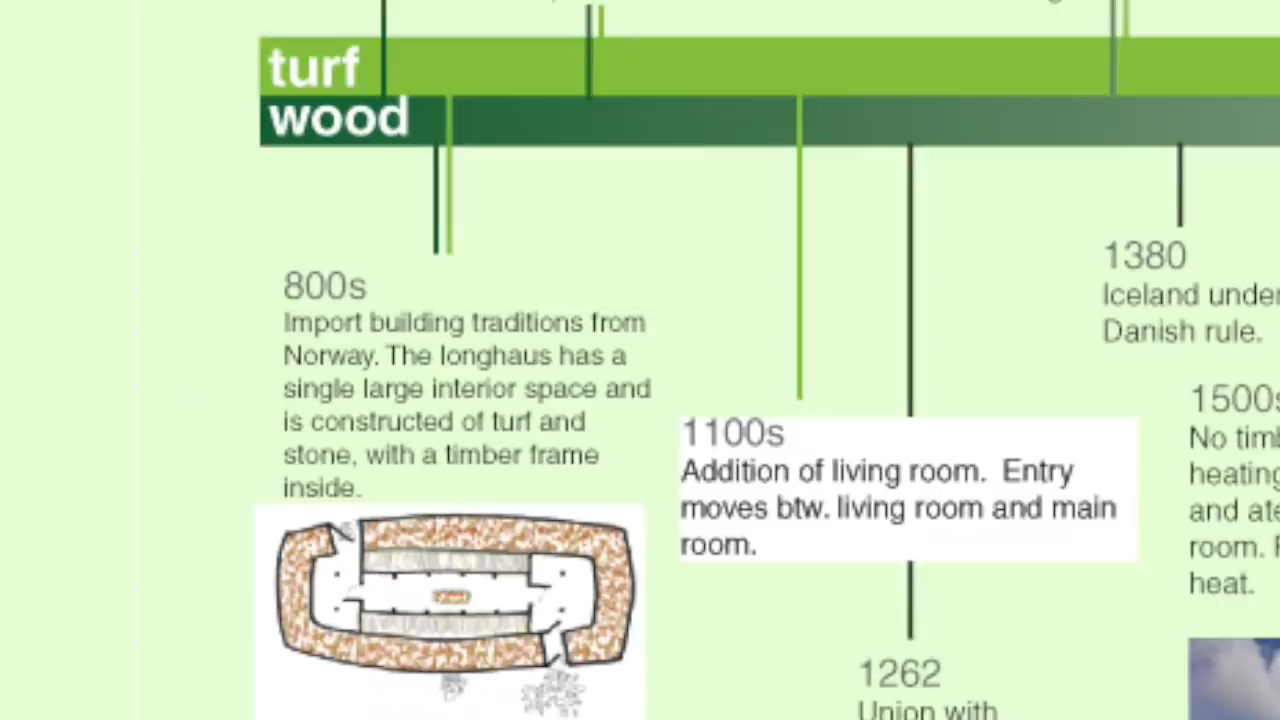 turf
wood
800s
Import building traditions from
Norway. The longhaus has a
single large interior space and
is constructed of turf and
stone, with a timber frame
inside.
1100s
Addition of living room.  Entry
moves btw. living room and main
room.
1262
Union with
1380
Iceland under
Danish rule.
1500s
No
heating
and
room.
heat.